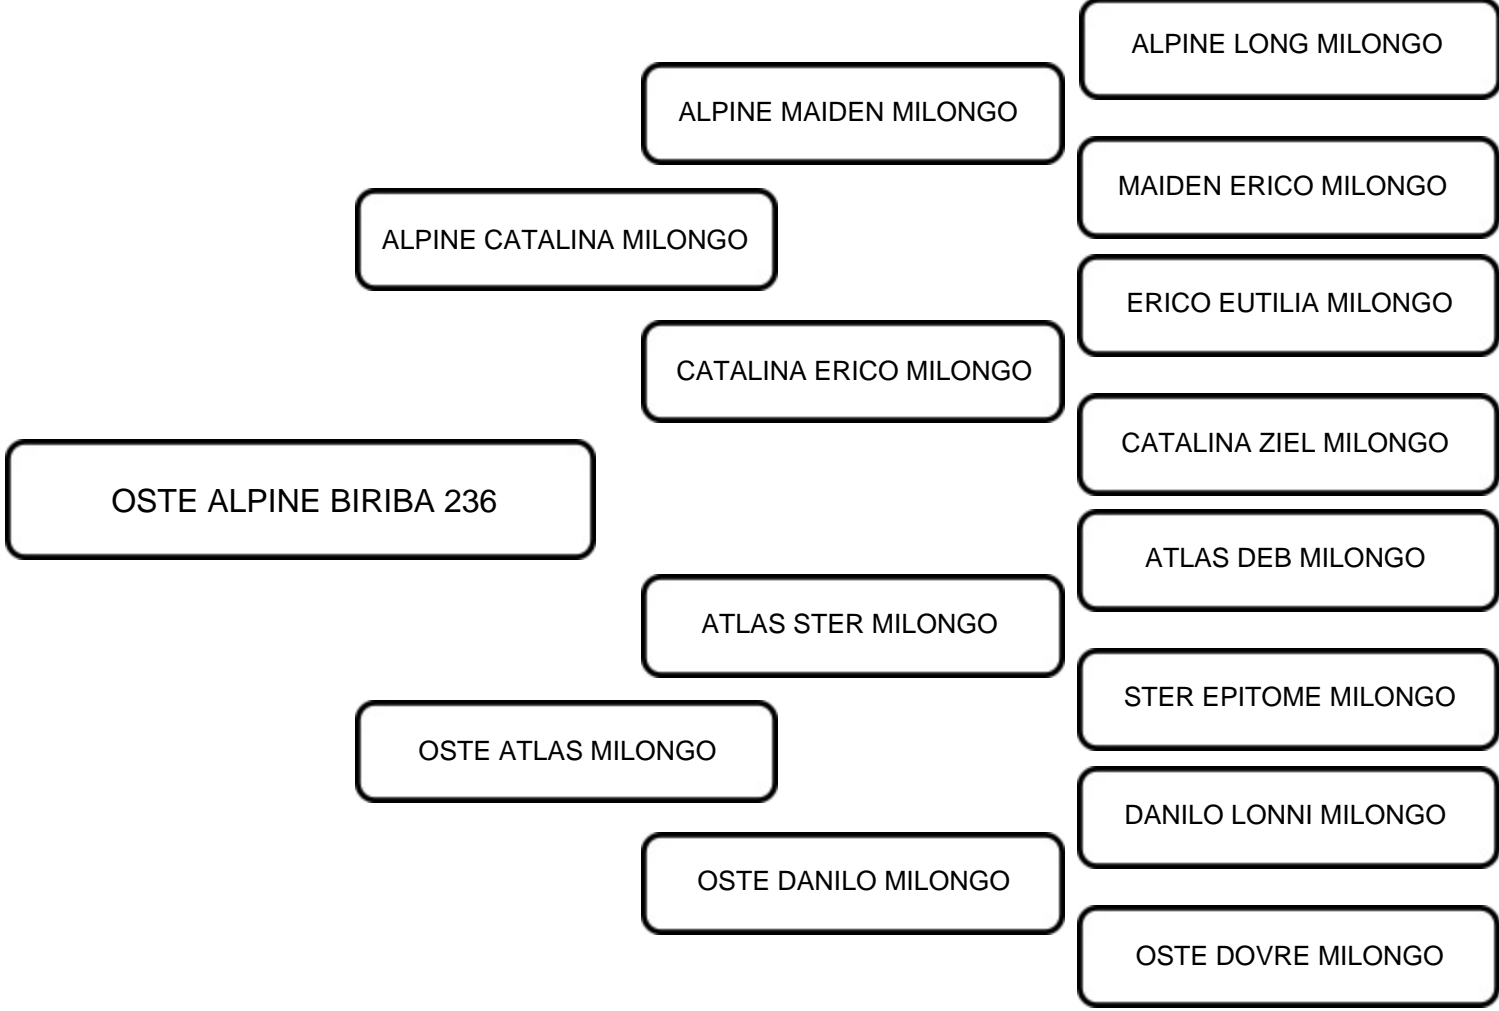 ALPINE LONG MILONGO
ALPINE MAIDEN MILONGO
MAIDEN ERICO MILONGO
ALPINE CATALINA MILONGO
ERICO EUTILIA MILONGO
CATALINA ERICO MILONGO
CATALINA ZIEL MILONGO
OSTE ALPINE BIRIBA 236
ATLAS DEB MILONGO
ATLAS STER MILONGO
STER EPITOME MILONGO
OSTE ATLAS MILONGO
DANILO LONNI MILONGO
OSTE DANILO MILONGO
OSTE DOVRE MILONGO